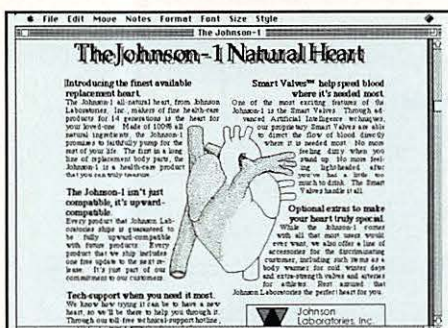 File Edit Move Notes Format Font Size Style
The Johnson-1
The Johnson-1 Natural Heart
Introducing the finest available
replacement heart.
The Johnson-1 all-natural heart, from Johnson
Laboratories, Inc., makers of fine health-care
products for 14 generations is the heart for
your loved-one. Made of 100% all
natural ingredients, the Johnson-1
promises to faithfully pump for the
rest of your life. The first in a long
line of replacement body parts, the
Johnson-1 is a health-care product
that you can truly treasure.
The Johnson-1 isn't just
compatible, it's upward-
compatible.
Every product that Johnson Lab-
oratories ships is guaranteed to
be fully upward-compatible
with future products. Every
product that we ship includes
one free update to the next re-
lease. It's just part of our
commitment to our customers.
Tech-support when you need it most.
We know how trying it can be to have a new
heart, so we'll be there to help you through it.
Through our toll-free technical-support hotline,
Smart Valves™ help speed blood
where it's needed most.
One of the most exciting features of the
Johnson-1 is the Smart Valves. Through ad-
vanced Artificial Intelligence techniques,
our proprietary Smart Valves are able
to direct the flow of blood directly
where it is needed most. No more
feeling dizzy when you
stand up. No more feel-
ing lightheaded after
you've had a little too
much to drink. The Smart
Valves handle it all.
Optional extras to make
your heart truly special.
While the Johnson-1 comes
with all that most users would
ever want, we also offer a line of
accessories for the discriminating
customer, including such items as a
body warmer for cold winter days
and extra-strength valves and arteries
for athletes. Rest assured that
Johnson Laboratories the perfect heart for you.
Johnson
Laboratories, Inc.